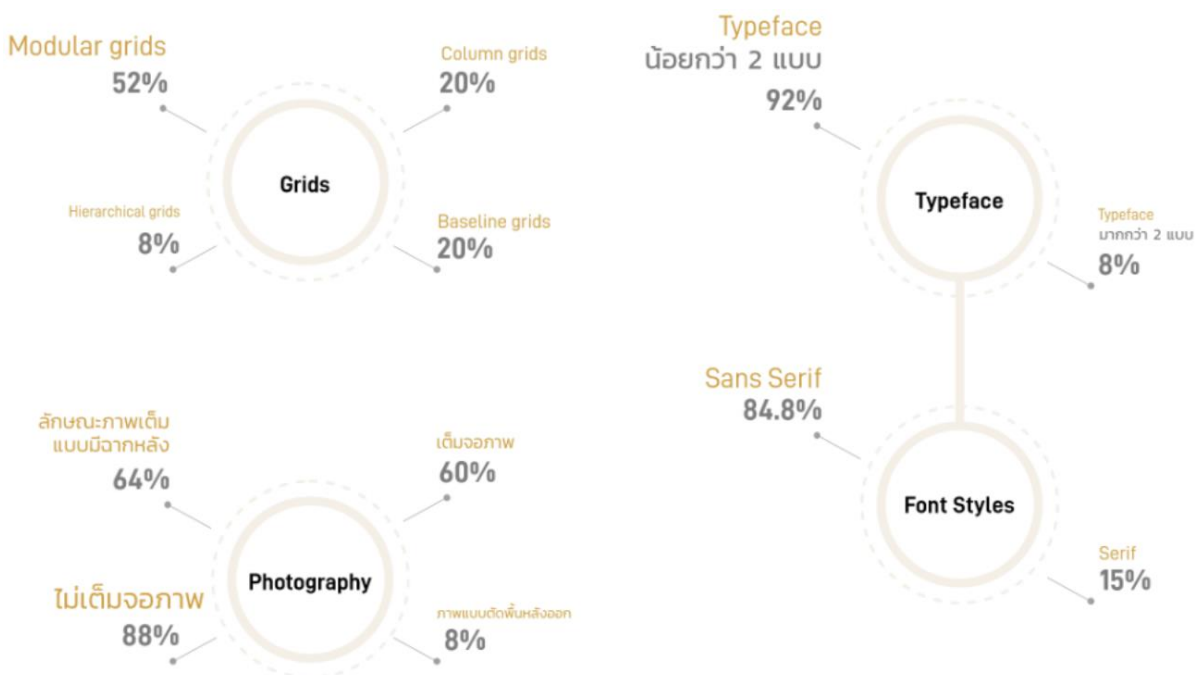 Modular grids
52%
Column grids
20%
Grids
Hierarchical grids
8%
Baseline grids
20%
Typeface
น้อยกว่า 2 แบบ
92%
Typeface
Typeface
มากกว่า 2 แบบ
8%
ลักษณะภาพเต็ม
แบบมีฉากหลัง
64%
เต็มจอภาพ
60%
Photography
ไม่เต็มจอภาพ
88%
ภาพแบบตัดพื้นหลังออก
8%
Sans Serif
84.8%
Font Styles
Serif
15%